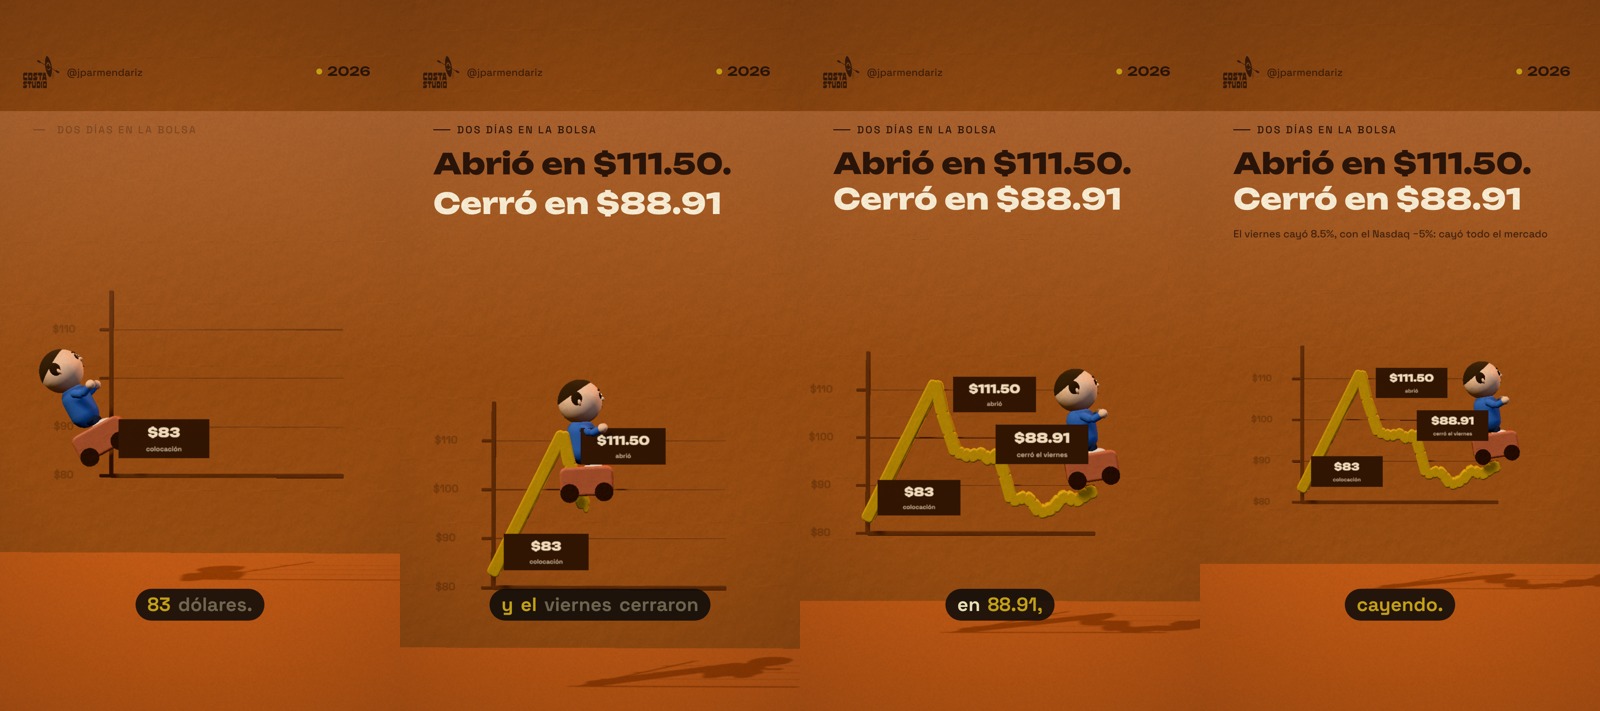 COSTA
STUDIO
@jparmendariz
2026
DOS DÍAS EN LA BOLSA
$110
$90
$80
$83
colocación
83 dólares.
COSTA
STUDIO
@jparmendariz
2026
DOS DÍAS EN LA BOLSA
Abrió en $111.50.
Cerró en $88.91
$110
$111.50
abrió
$100
$90
$83
colocación
$80
y el viernes cerraron
COSTA
STUDIO
@jparmendariz
2026
DOS DÍAS EN LA BOLSA
Abrió en $111.50.
Cerró en $88.91
$110
$111.50
abrió
$100
$88.91
cerró el viernes
$83
colocación
$80
en 88.91,
COSTA
STUDIO
@jparmendariz
2026
DOS DÍAS EN LA BOLSA
Abrió en $111.50.
Cerró en $88.91
El viernes cayó 8.5%, con el Nasdaq −5%: cayó todo el mercado
$110
$111.50
abrió
$100
$88.91
cerró el viernes
$90
$83
colocación
$80
cayendo.